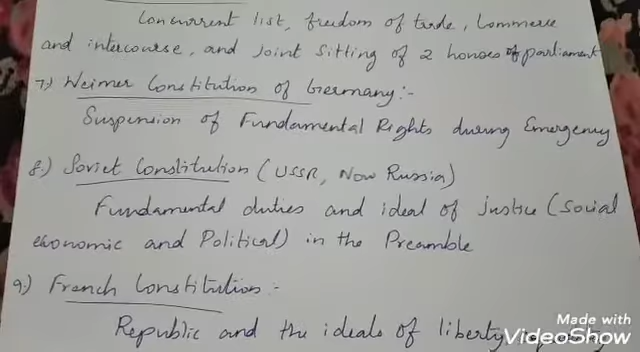 Concurrent list, freedom of trade, Commerce
and intercourse, and Joint Sitting of 2 houses of parliament
7.) Weimer Constitution of Germany:-
Suspension of Fundamental Rights during Emergency
8.) Soviet Constitution (USSR, Now Russia)
Fundamental duties and ideal of justice (Social
economic and Political) in the Preamble
9.) French Constitution:-
Republic and the ideals of liberty,
Made with
VideoShow